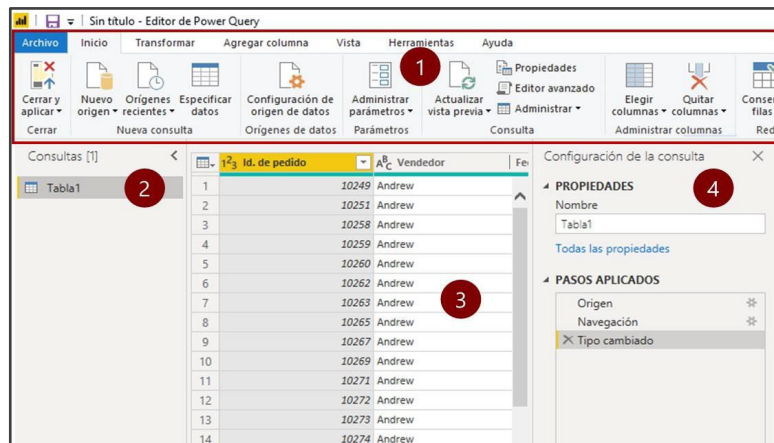 Sin título - Editor de Power Query
Archivo Inicio Transformar Agregar columna Vista Herramientas Ayuda
1
Propiedades
Editor avanzado
Administrar
Cerrar y aplicar
Nuevo origen
Orígenes recientes
Especificar datos
Configuración de origen de datos
Administrar parámetros
Actualizar vista previa
Elegir columnas
Quitar columnas
filas
Cerrar Nueva consulta Orígenes de datos Parámetros Consulta Administrar columnas
Consultas [1]
Tabla1
2
1²3 Id. de pedido ABC Vendedor
1 10249 Andrew
2 10251 Andrew
3 10258 Andrew
4 10259 Andrew
5 10260 Andrew
6 10262 Andrew
7 10263 Andrew
8 10265 Andrew
9 10267 Andrew
10 10269 Andrew
11 10271 Andrew
12 10272 Andrew
13 10273 Andrew
14 10274 Andrew
3
Configuración de la consulta
4
PROPIEDADES
Nombre
Tabla1
Todas las propiedades
PASOS APLICADOS
Origen
Navegación
Tipo cambiado